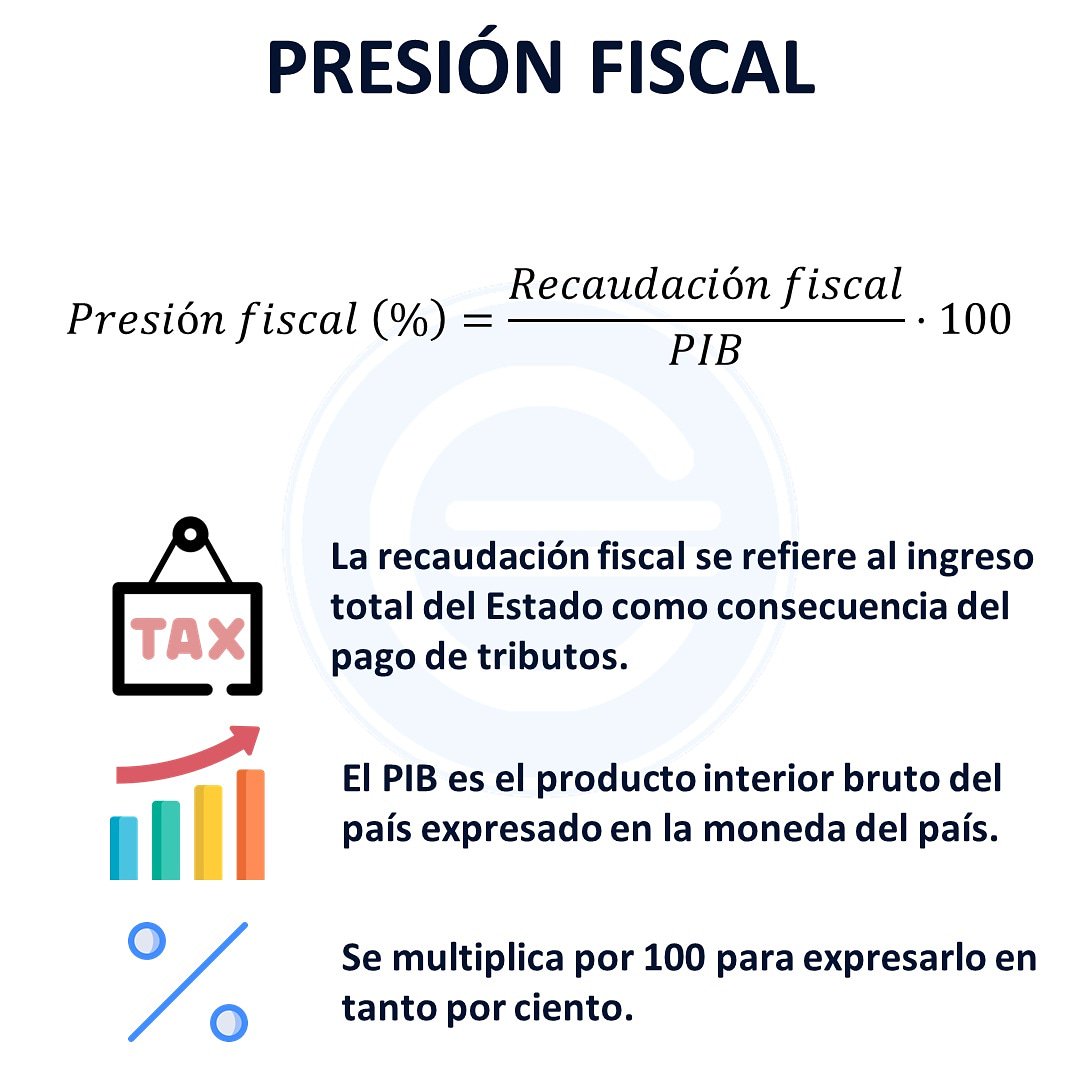 PRESIÓN FISCAL
Presión fiscal (%) = Recaudación fiscal / PIB · 100
La recaudación fiscal se refiere al ingreso
total del Estado como consecuencia del
pago de tributos.
TAX
El PIB es el producto interior bruto del
país expresado en la moneda del país.
Se multiplica por 100 para expresarlo en
tanto por ciento.